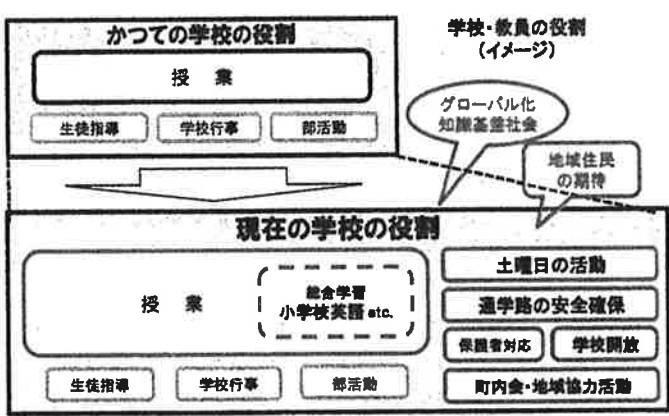 かつての学校の役割
授 業
生徒指導
学校行事
部活動
学校・教員の役割
(イメージ)
グローバル化
知識基盤社会
地域住民
の期待
現在の学校の役割
授 業
総合学習
小学校英語 etc.
生徒指導
学校行事
部活動
土曜日の活動
通学路の安全確保
保護者対応
学校開放
町内会・地域協力活動